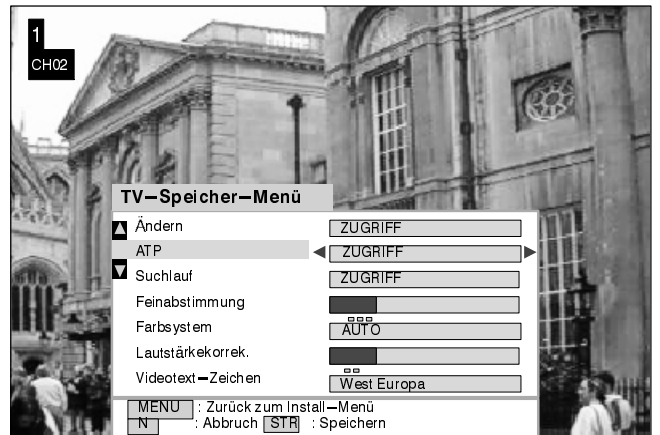 1
CH02
TV–Speicher–Menü
Ändern ZUGRIFF
ATP ZUGRIFF
Suchlauf ZUGRIFF
Feinabstimmung
Farbsystem AUTO
Lautstärkekorrek.
Videotext–Zeichen West Europa
MENU : Zurück zum Install–Menü
N : Abbruch STR : Speichern